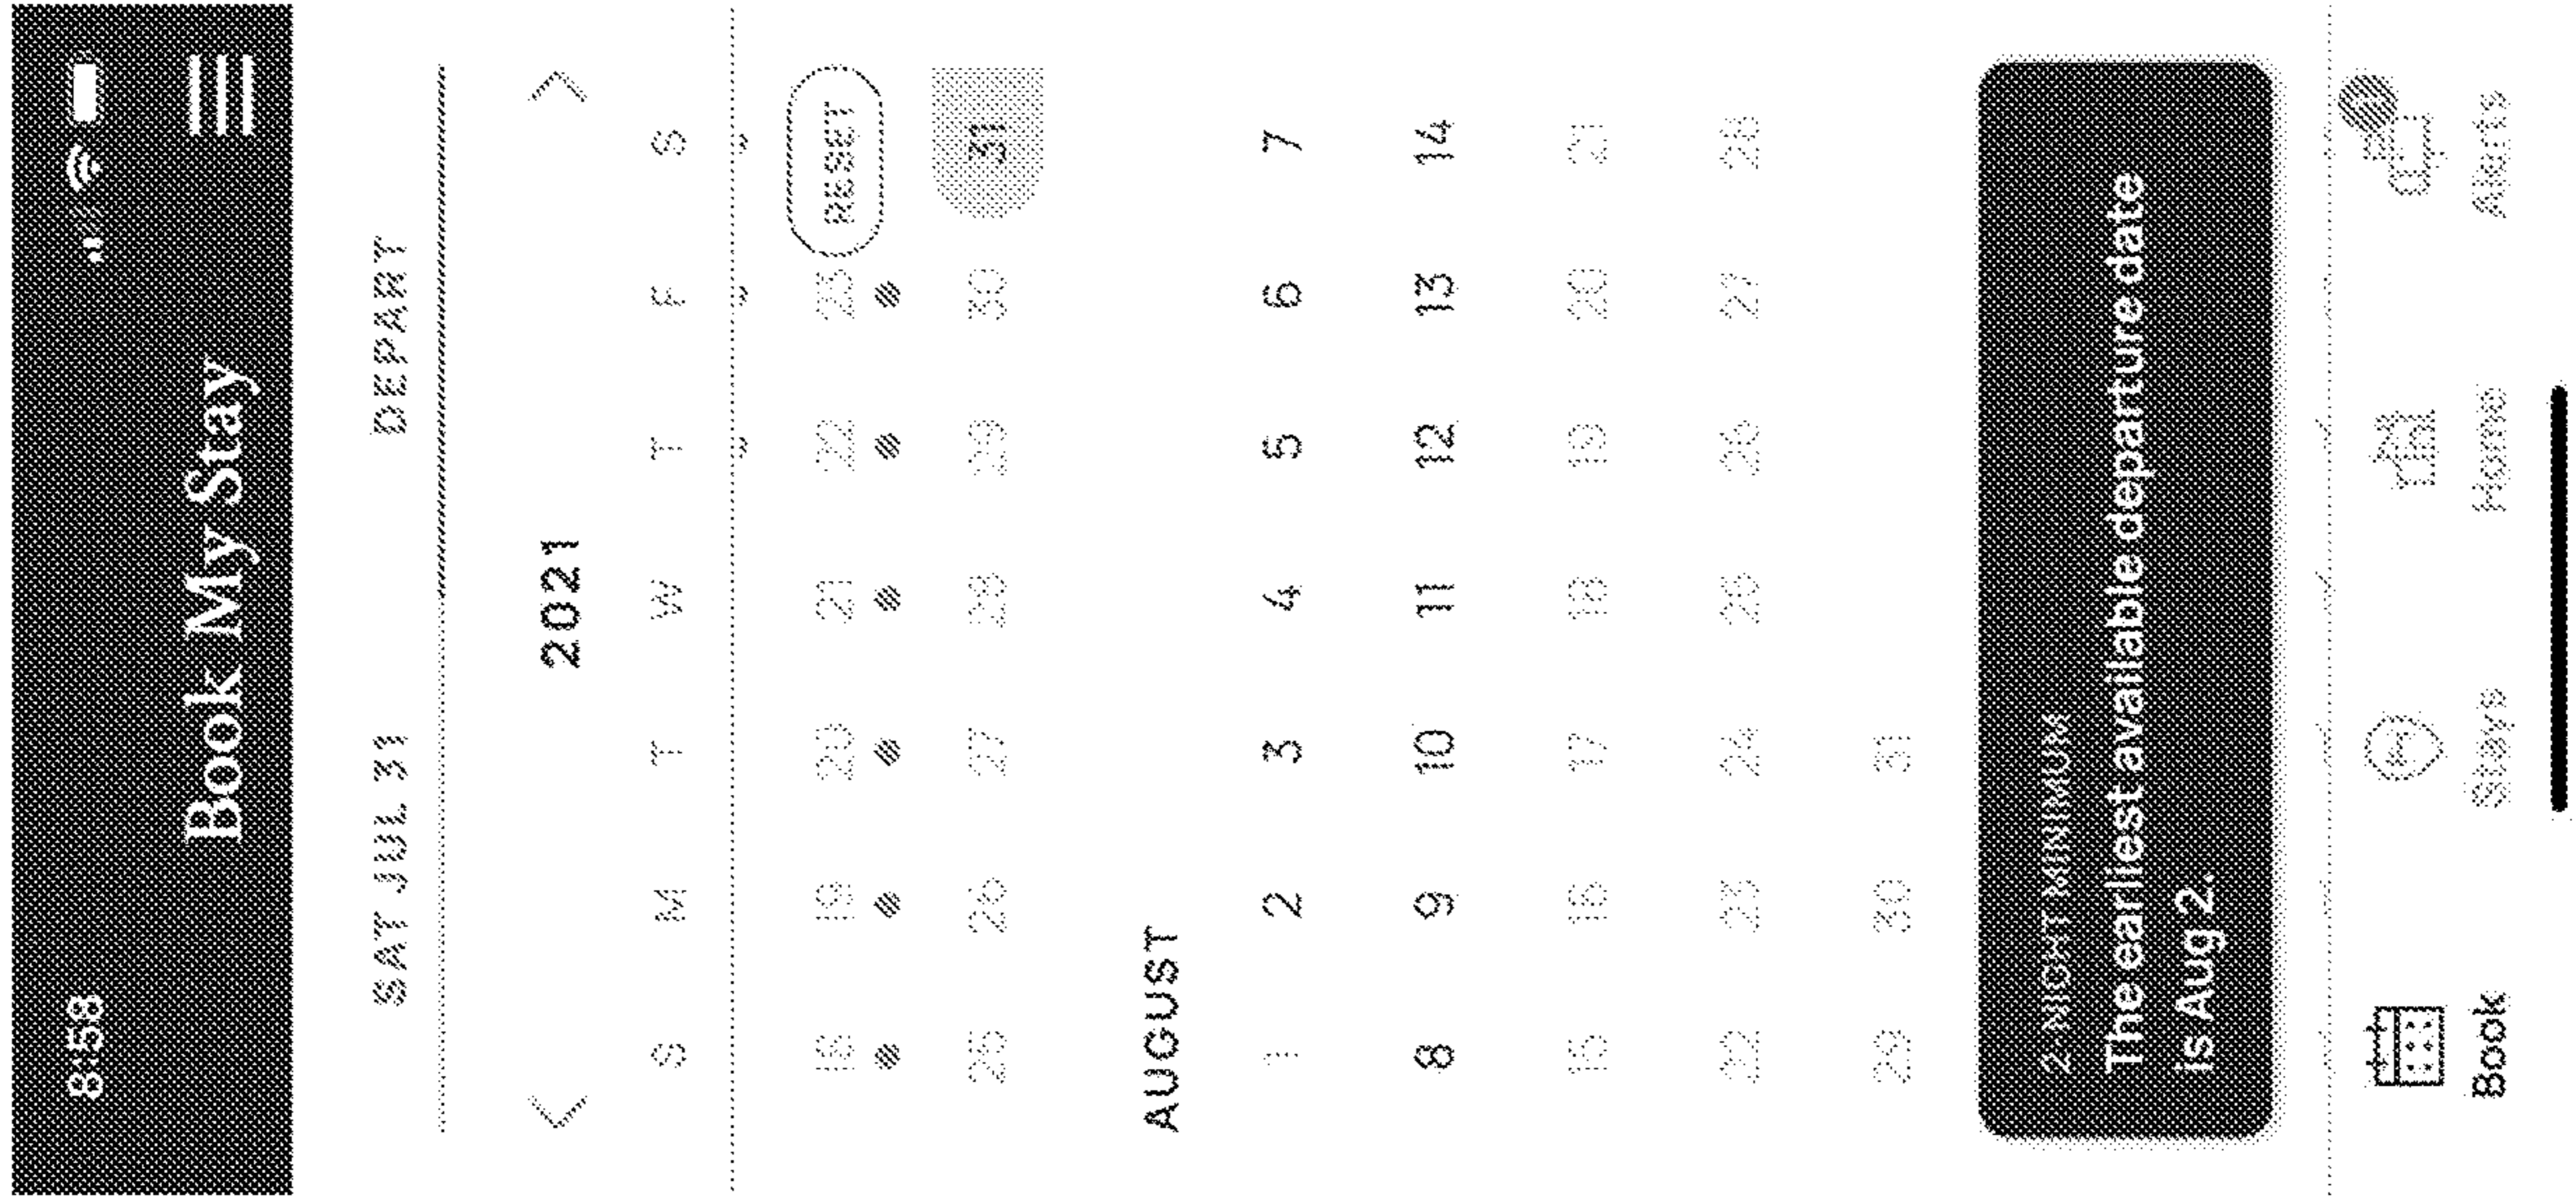 8:58
Book My Stay
SAT JUL 31 DEPART
2021
S M T W T F S
18 19 20 21 22 23 RESET
25 26 27 28 29 30 31
AUGUST
1 2 3 4 5 6 7
8 9 10 11 12 13 14
15 16 17 18 19 20 21
22 23 24 25 26 27 28
29 30 31
2-NIGHT MINIMUM
The earliest available departure date
is Aug 2.
Book Stays Home Alerts